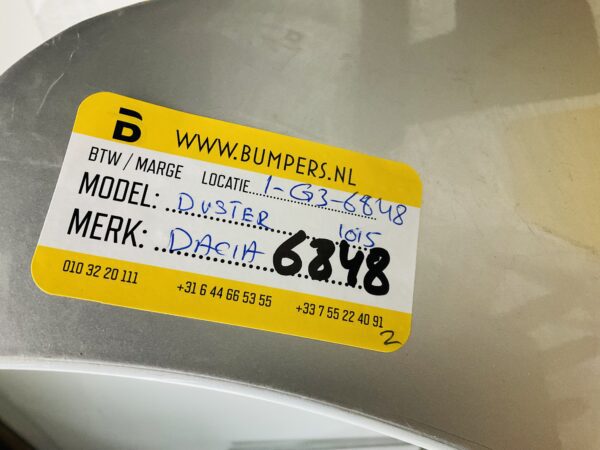 B
WWW.BUMPERS.NL
BTW / MARGE LOCATIE 1-G3-6848
MODEL: DUSTER 1015
MERK: DACIA 6848
010 32 20 111 +31 6 44 66 53 55 +33 7 55 22 40 91
2